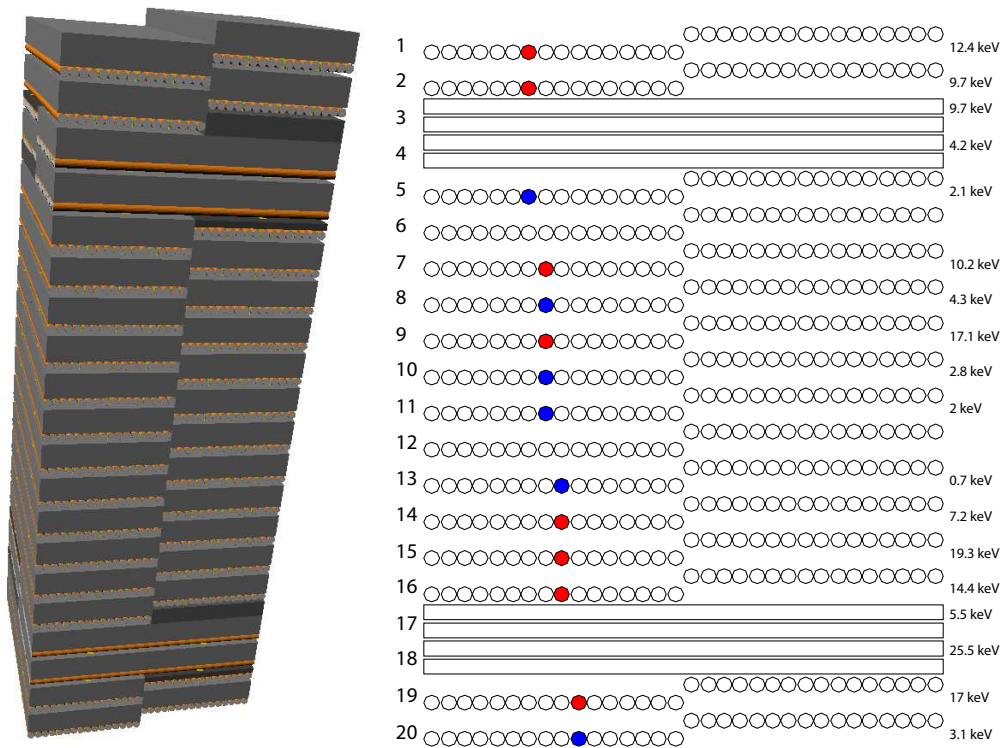 1 12.4 keV
2 9.7 keV
3 9.7 keV
4 4.2 keV
5 2.1 keV
6
7 10.2 keV
8 4.3 keV
9 17.1 keV
10 2.8 keV
11 2 keV
12
13 0.7 keV
14 7.2 keV
15 19.3 keV
16 14.4 keV
17 5.5 keV
18 25.5 keV
19 17 keV
20 3.1 keV